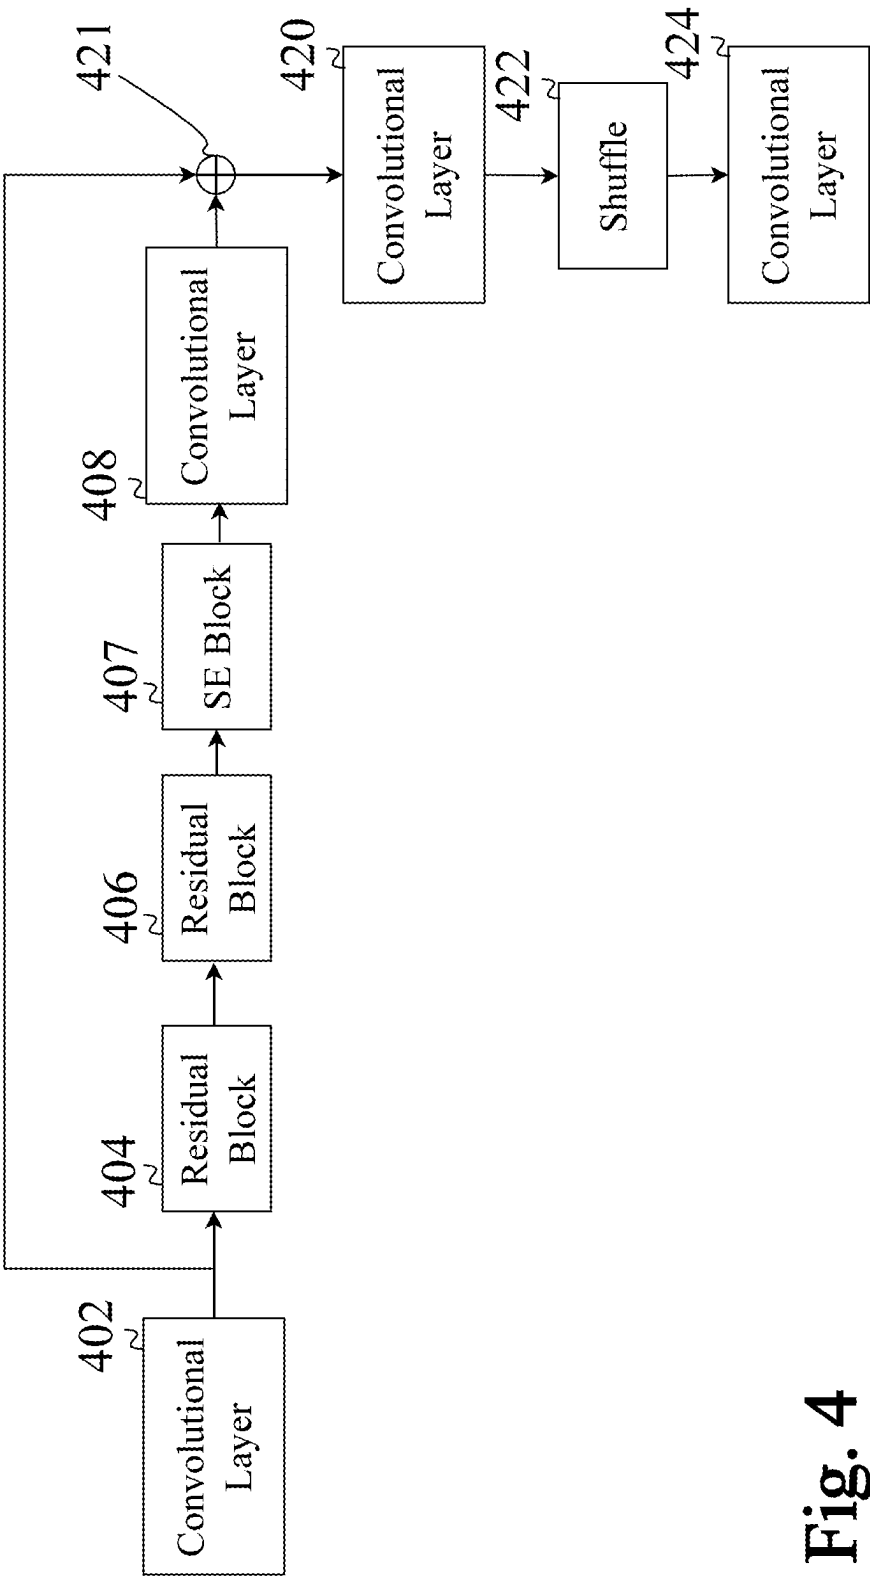 402
Convolutional
Layer
404
Residual
Block
406
Residual
Block
407
SE Block
408
Convolutional
Layer
421
420
Convolutional
Layer
422
Shuffle
424
Convolutional
Layer
Fig. 4